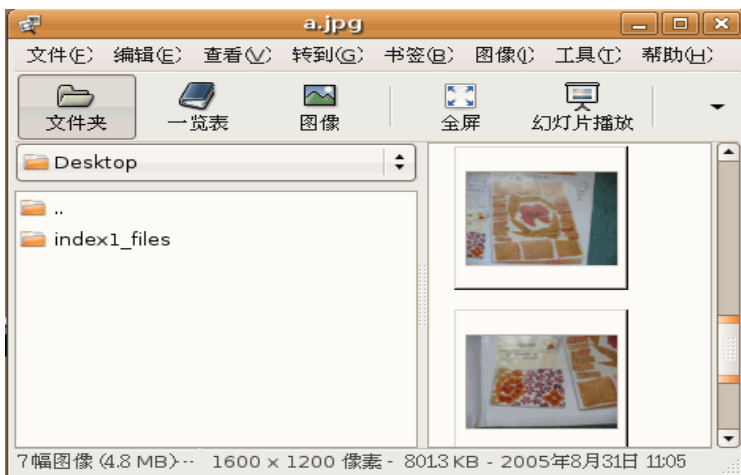 a.jpg
文件(F) 编辑(E) 查看(V) 转到(G) 书签(B) 图像(I) 工具(T) 帮助(H)
文件夹 一览表 图像 全屏 幻灯片播放
Desktop
..
index1_files
7幅图像 (4.8 MB)··· 1600 × 1200 像素 - 801.3 KB - 2005年8月31日 11:05